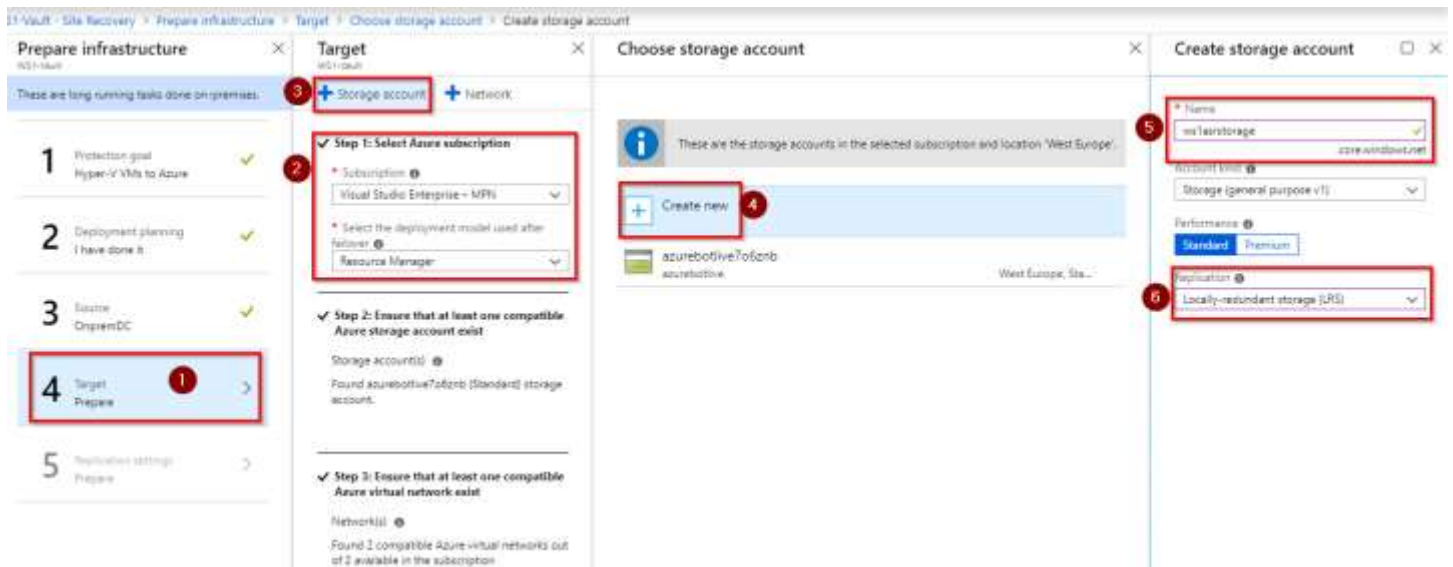 S1-Vault - Site Recovery > Prepare infrastructure > Target > Choose storage account > Create storage account
Prepare infrastructure
WS1-Vault
These are long running tasks done on-premises.
1
Protection goal
Hyper-V VMs to Azure
2
Deployment planning
I have done it
3
Source
OnpremDC
4
Target
Prepare
1
5
Replication settings
Prepare
Target
WS1-Vault
3
Storage account
Network
2
Step 1: Select Azure subscription
* Subscription
Visual Studio Enterprise – MPN
* Select the deployment model used after
failover
Resource Manager
Step 2: Ensure that at least one compatible
Azure storage account exist
Storage account(s)
Found azurebotlive7o6znb (Standard) storage
account.
Step 3: Ensure that at least one compatible
Azure virtual network exist
Network(s)
Found 2 compatible Azure virtual networks out
of 2 available in the subscription
Choose storage account
These are the storage accounts in the selected subscription and location 'West Europe'.
Create new
4
azurebotlive7o6znb
azurebotlive
West Europe, Sta...
Create storage account
5
* Name
ws1asrstorage
.core.windows.net
Account kind
Storage (general purpose v1)
Performance
Standard
Premium
6
Replication
Locally-redundant storage (LRS)